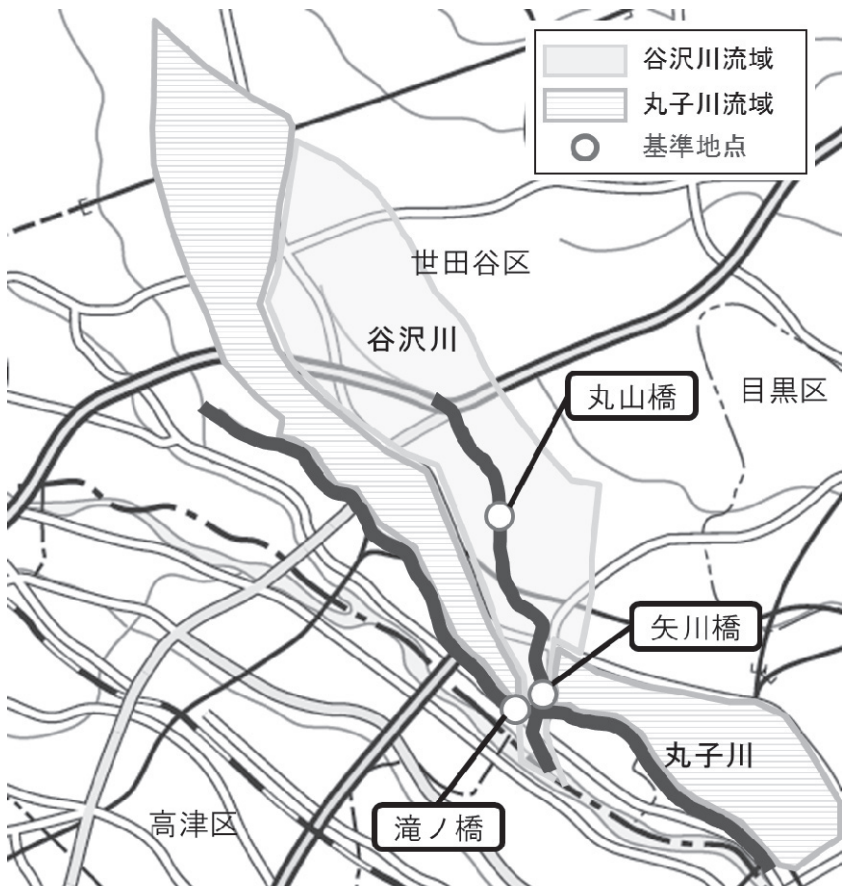 谷沢川流域
丸子川流域
基準地点
世田谷区
谷沢川
丸山橋
目黒区
矢川橋
丸子川
滝ノ橋
高津区